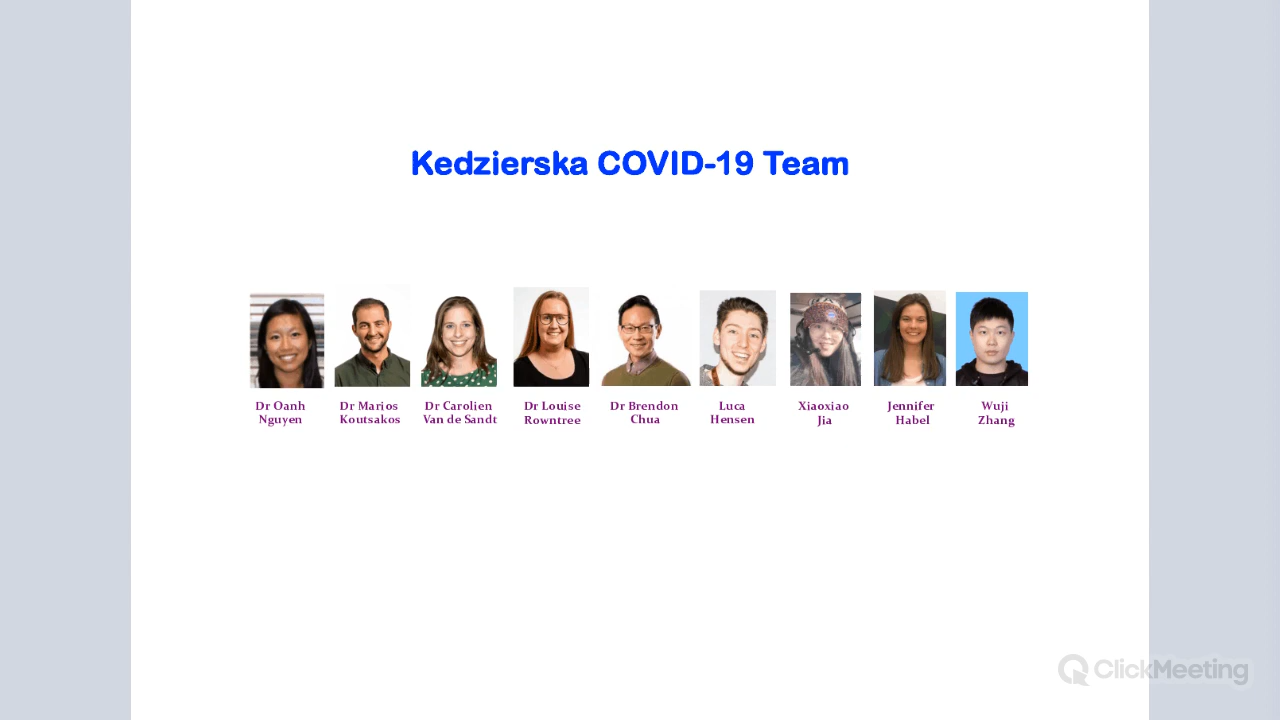 Kedzierska COVID-19 Team
Dr Oanh
Nguyen
Dr Marios
Koutsakos
Dr Carolien
Van de Sandt
Dr Louise
Rowntree
Dr Brendon
Chua
Luca
Hensen
Xiaoxiao
Jia
Jennifer
Habel
Wuji
Zhang
ClickMeeting